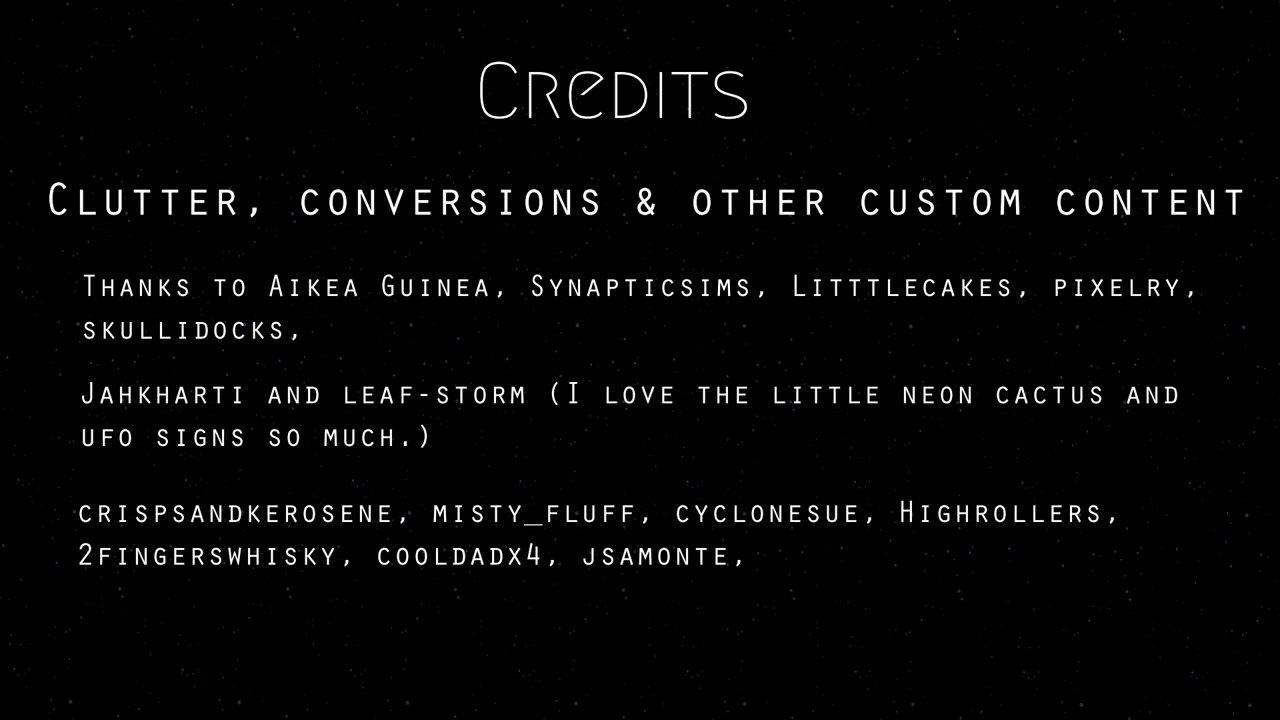 Credits
Clutter, conversions & other custom content
Thanks to Aikea Guinea, Synapticsims, Litttlecakes, pixelry,
skullidocks,
Jahkharti and leaf-storm (I love the little neon cactus and
ufo signs so much.)
crispsandkerosene, misty_fluff, cyclonesue, Highrollers,
2fingerswhisky, cooldadx4, jsamonte,